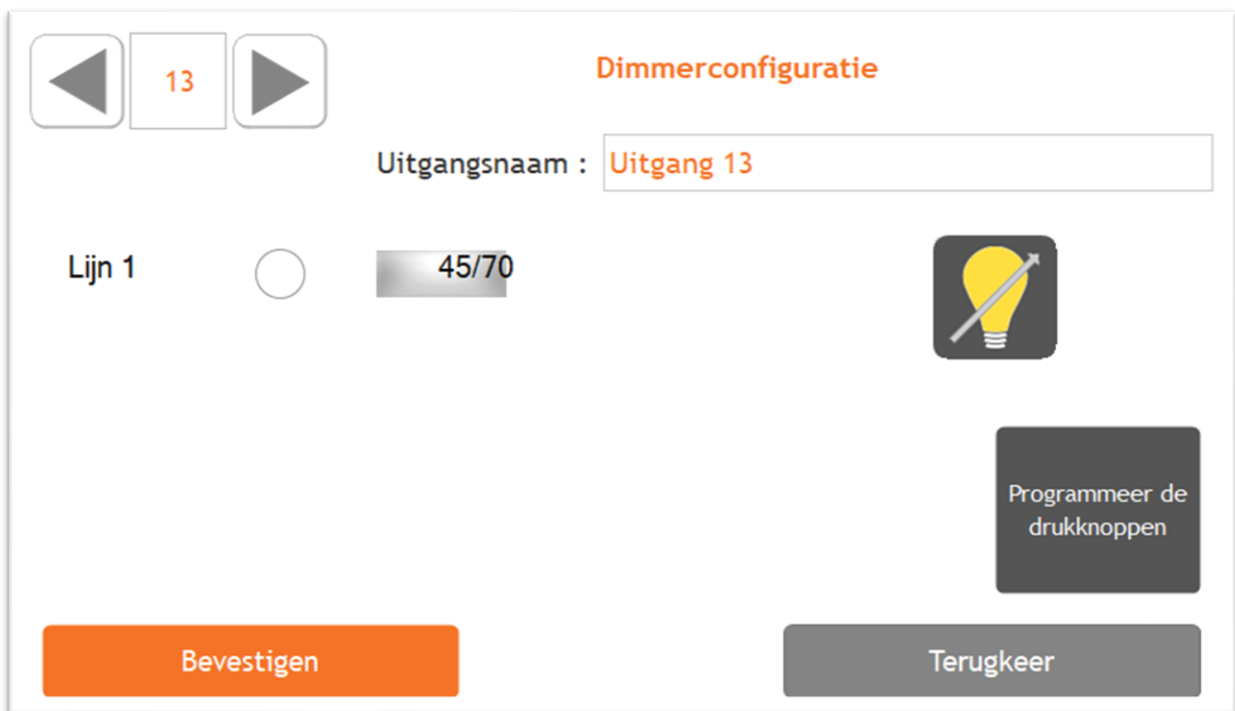 13
Dimmerconfiguratie
Uitgangsnaam : Uitgang 13
Lijn 1 45/70
Programmeer de
drukknoppen
Bevestigen
Terugkeer